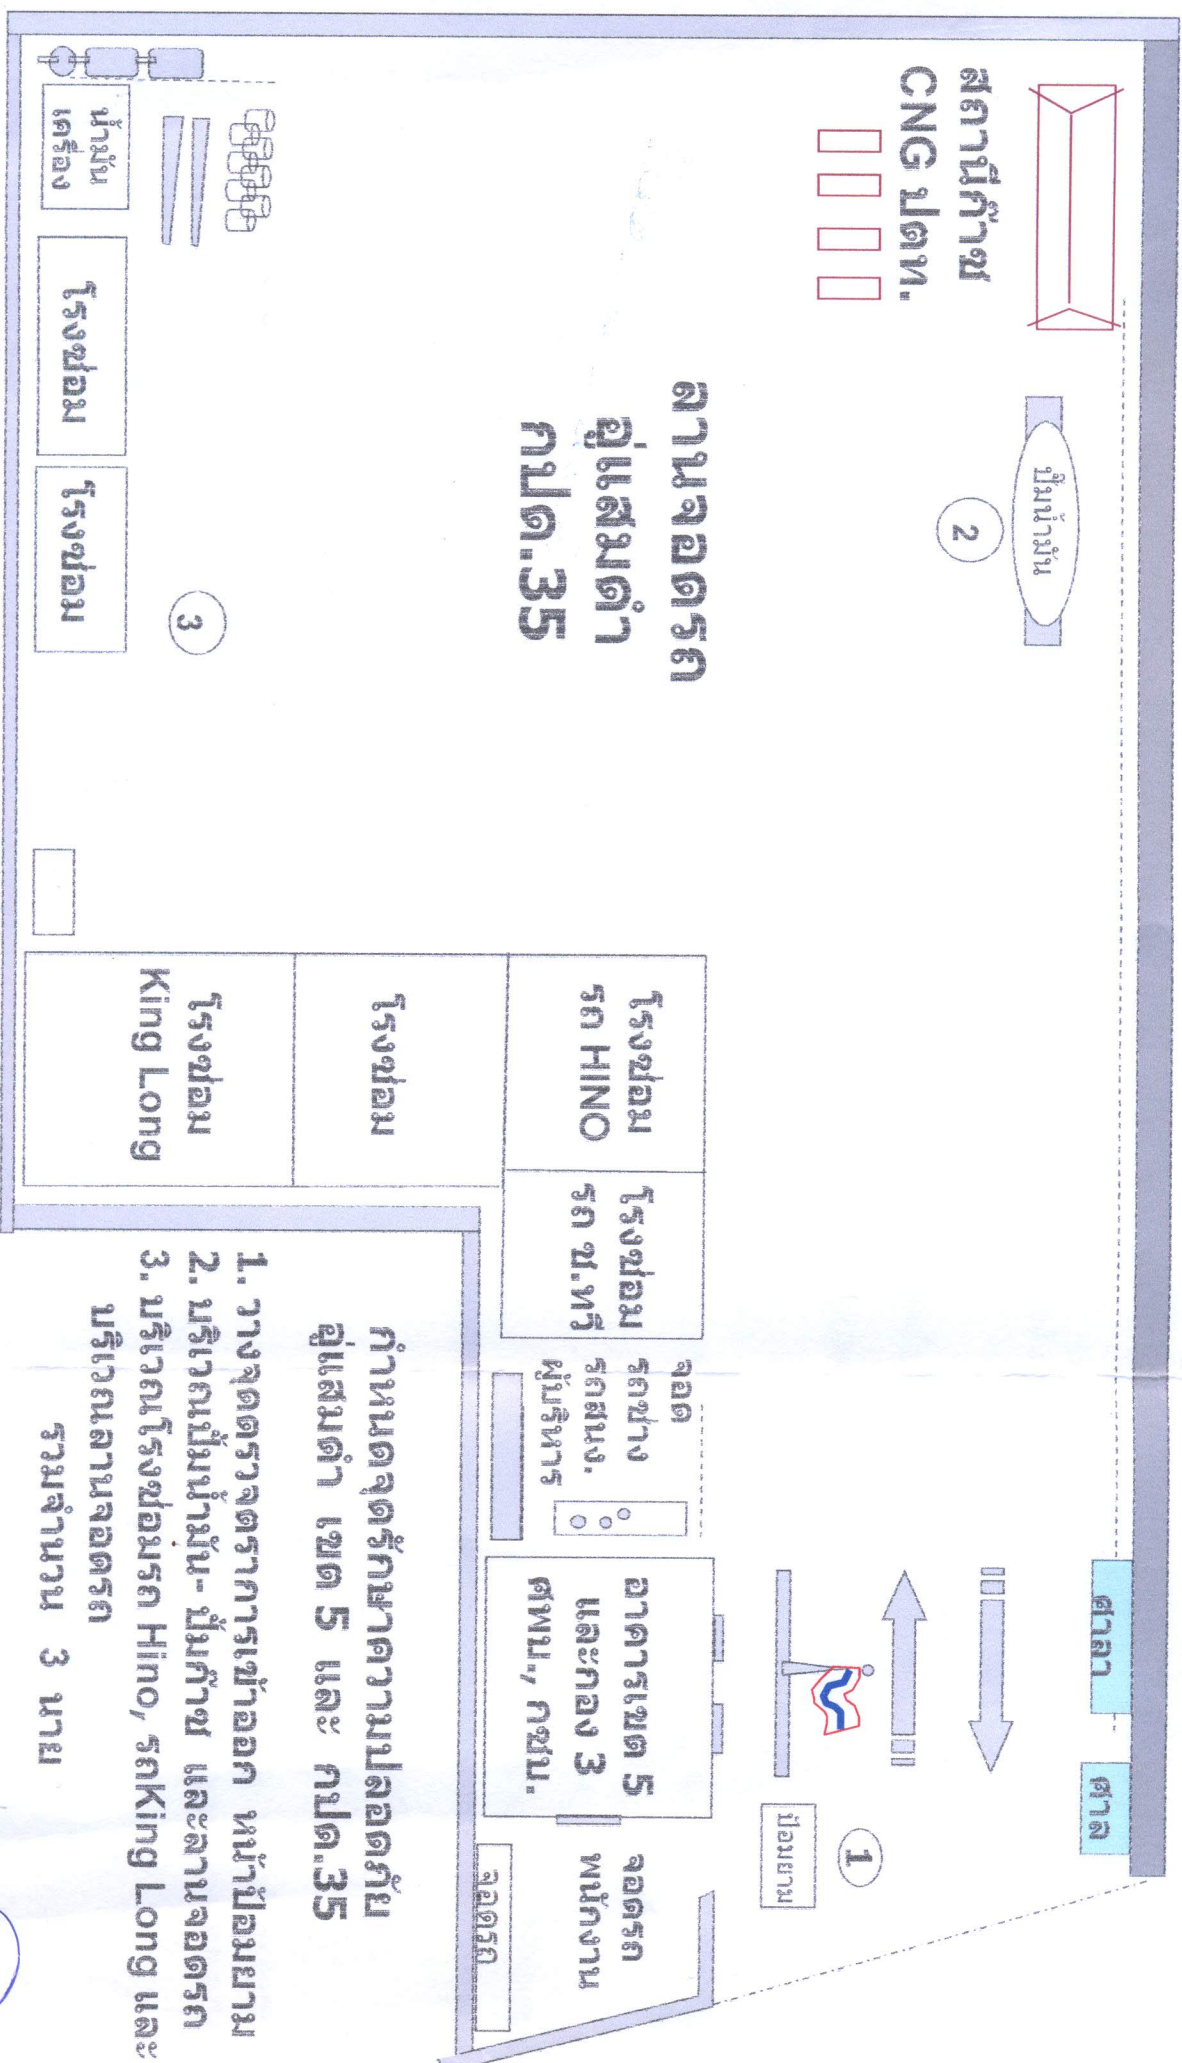 สถานีก๊าซ
CNG ปตท.
ปั๊มน้ำมัน
2
ศาลา
ศาล
ลานจอดรถ
อู่แสมดำ
กปด.35
1
ป้อมยาม
น้ำมัน
เครื่อง
โรงซ่อม
โรงซ่อม
3
โรงซ่อม
รถ HINO
โรงซ่อม
รถ ช.ทวี
โรงซ่อม
โรงซ่อม
King Long
จอด
รถช่าง
รถสนง.
ผู้บริหาร
อาคารเขต 5
และกอง 3
ศพน., กซบ.
จอดรถ
พนักงาน
จอดรถ
กำหนดจุดรักษาความปลอดภัย
อู่แสมดำ เขต 5 และ กปด.35
1. วางจุดตรวจตราการเข้าออก หน้าป้อมยาม
2. บริเวณปั๊มน้ำมัน- ปั๊มก๊าซ และลานจอดรถ
3. บริเวณโรงซ่อมรถ Hino, รถKing Long และ
บริเวณลานจอดรถ
รวมจำนวน 3 นาย